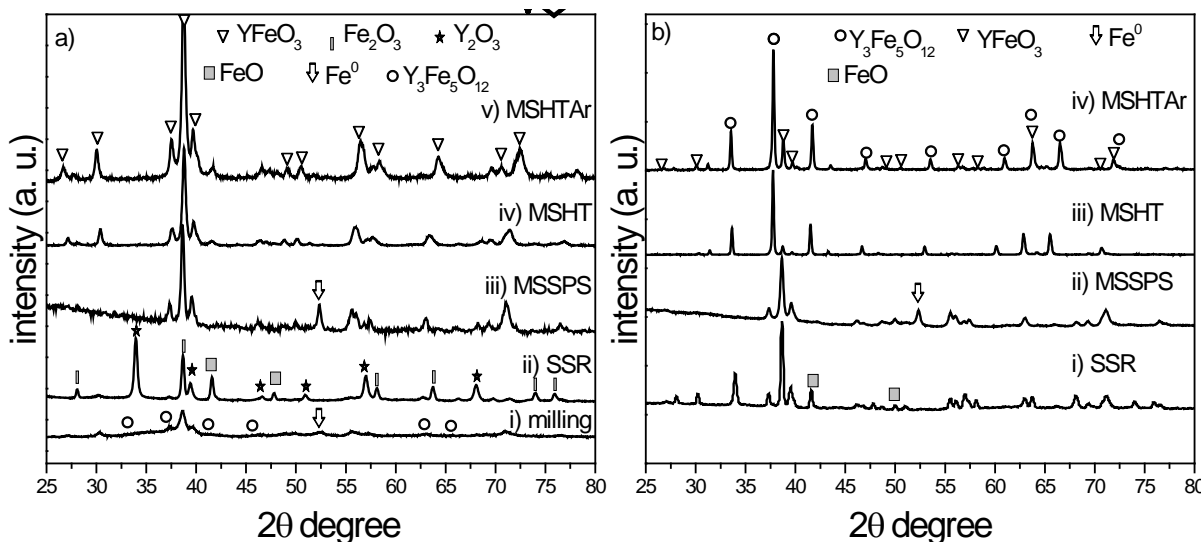 a)
YFeO₃ Fe₂O₃ Y₂O₃
FeO Fe⁰ Y₃Fe₅O₁₂
v) MSHTAr
iv) MSHT
iii) MSSPS
ii) SSR
i) milling
intensity (a. u.)
25 30 35 40 45 50 55 60 65 70 75 80
2θ degree
b)
Y₃Fe₅O₁₂ YFeO₃ Fe⁰
FeO
iv) MSHTAr
iii) MSHT
ii) MSSPS
i) SSR
intensity (a. u.)
25 30 35 40 45 50 55 60 65 70 75 80
2θ degree